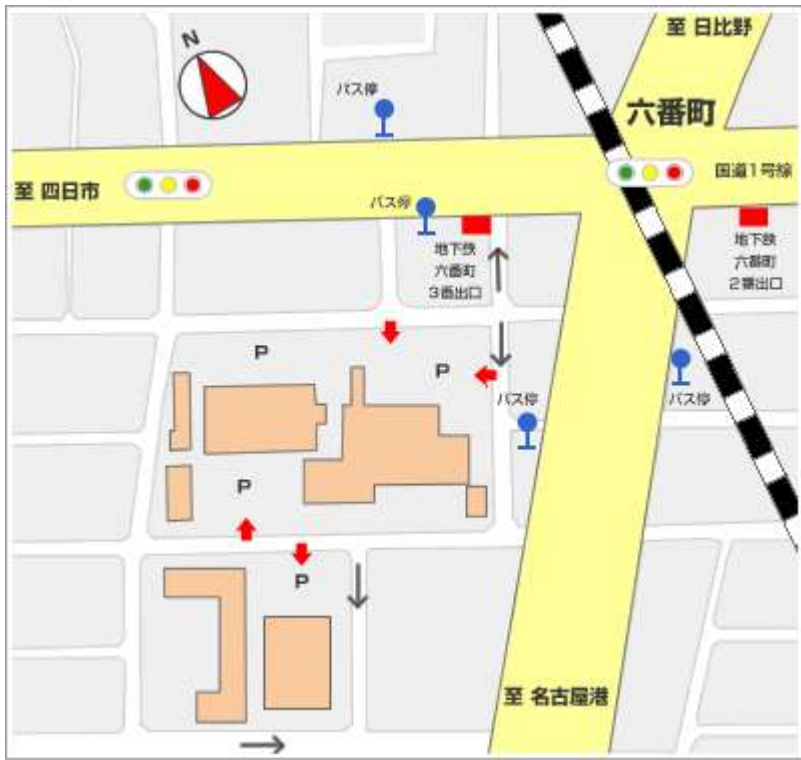 至 日比野
N
バス停
六番町
国道1号線
至 四日市
バス停
地下鉄
六番町
3番出口
地下鉄
六番町
2番出口
P
P
バス停
バス停
P
P
至 名古屋港